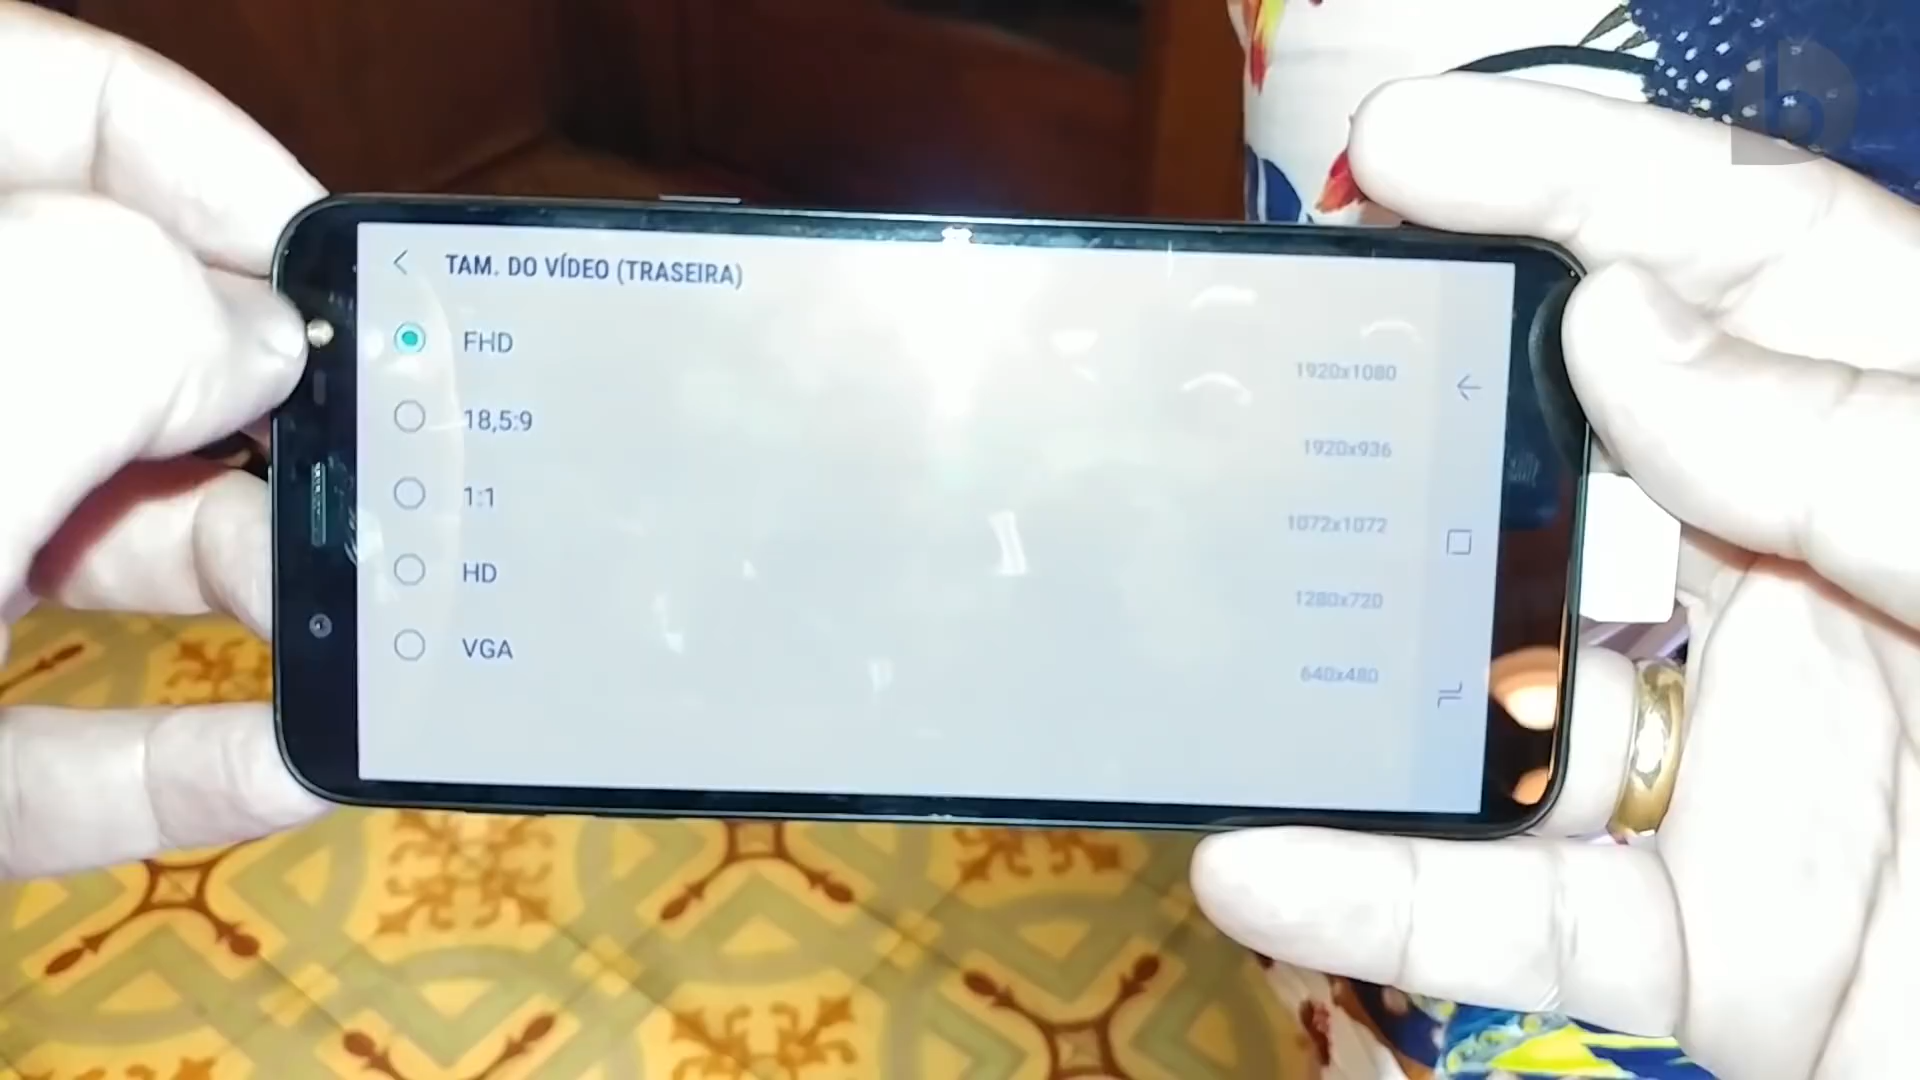 TAM. DO VÍDEO (TRASEIRA)
FHD
1920x1080
18,5:9
1920x936
1:1
1072x1072
HD
1280x720
VGA
640x480
b